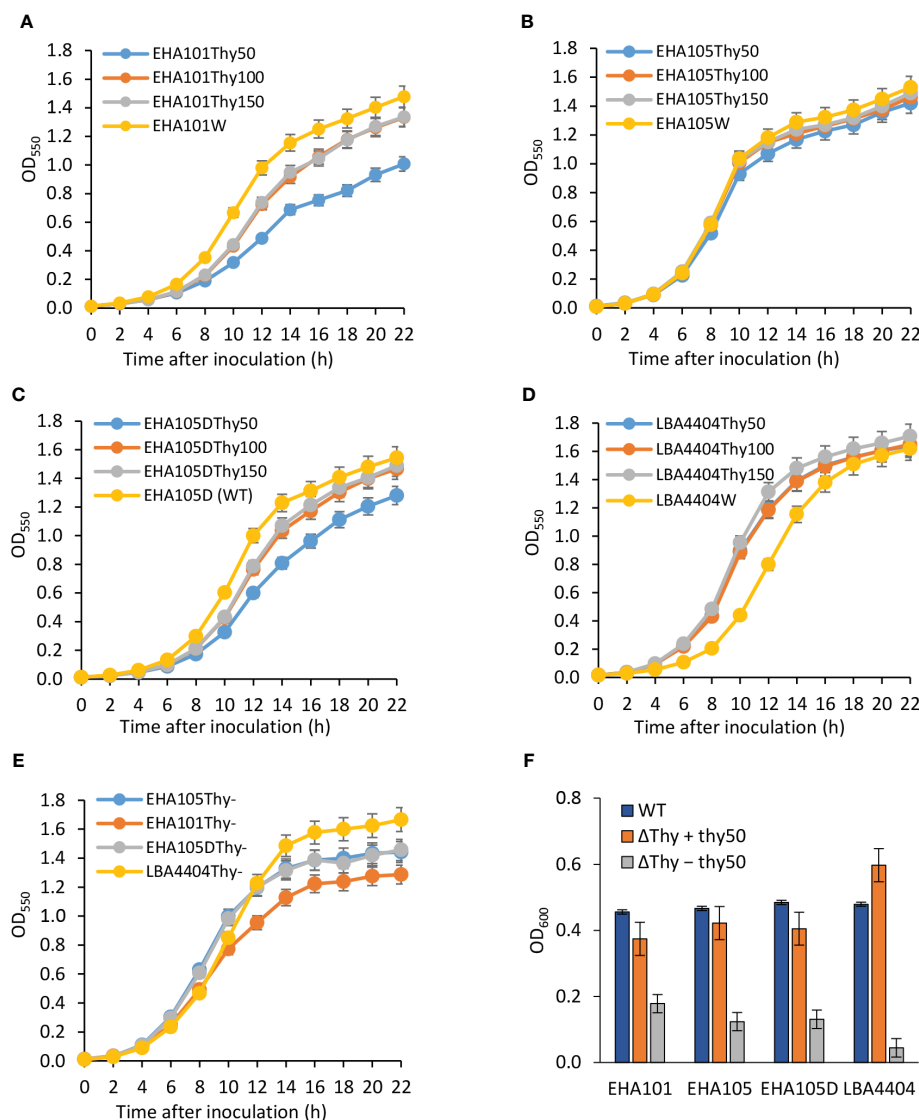 A
EHA101Thy50
EHA101Thy100
EHA101Thy150
EHA101W
OD550
1.8
1.6
1.4
1.2
1.0
0.8
0.6
0.4
0.2
0.0
0 2 4 6 8 10 12 14 16 18 20 22
Time after inoculation (h)
B
EHA105Thy50
EHA105Thy100
EHA105Thy150
EHA105W
OD550
1.8
1.6
1.4
1.2
1.0
0.8
0.6
0.4
0.2
0.0
0 2 4 6 8 10 12 14 16 18 20 22
Time after inoculation (h)
C
EHA105DThy50
EHA105DThy100
EHA105DThy150
EHA105D (WT)
OD550
1.8
1.6
1.4
1.2
1.0
0.8
0.6
0.4
0.2
0.0
0 2 4 6 8 10 12 14 16 18 20 22
Time after inoculation (h)
D
LBA4404Thy50
LBA4404Thy100
LBA4404Thy150
LBA4404W
OD550
1.8
1.6
1.4
1.2
1.0
0.8
0.6
0.4
0.2
0.0
0 2 4 6 8 10 12 14 16 18 20 22
Time after inoculation (h)
E
EHA105Thy-
EHA101Thy-
EHA105DThy-
LBA4404Thy-
OD550
1.8
1.6
1.4
1.2
1.0
0.8
0.6
0.4
0.2
0.0
0 2 4 6 8 10 12 14 16 18 20 22
Time after inoculation (h)
F
WT
ΔThy + thy50
ΔThy – thy50
OD600
0.8
0.6
0.4
0.2
0.0
EHA101 EHA105 EHA105D LBA4404